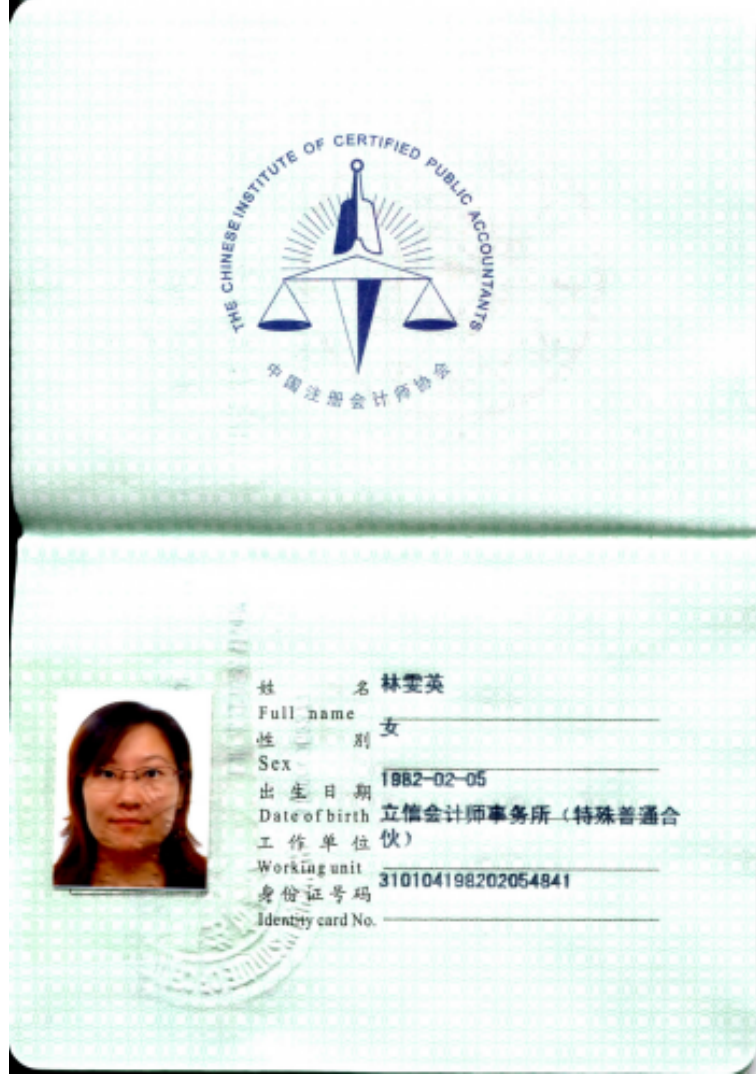 THE CHINESE INSTITUTE OF CERTIFIED PUBLIC ACCOUNTANTS
中国注册会计师协会
姓 名 林雯英
Full name
性 别 女
Sex
出 生 日 期 1982-02-05
Date of birth
工 作 单 位 立信会计师事务所（特殊普通合
伙）
Working unit
身 份 证 号 码 310104198202054841
Identity card No.